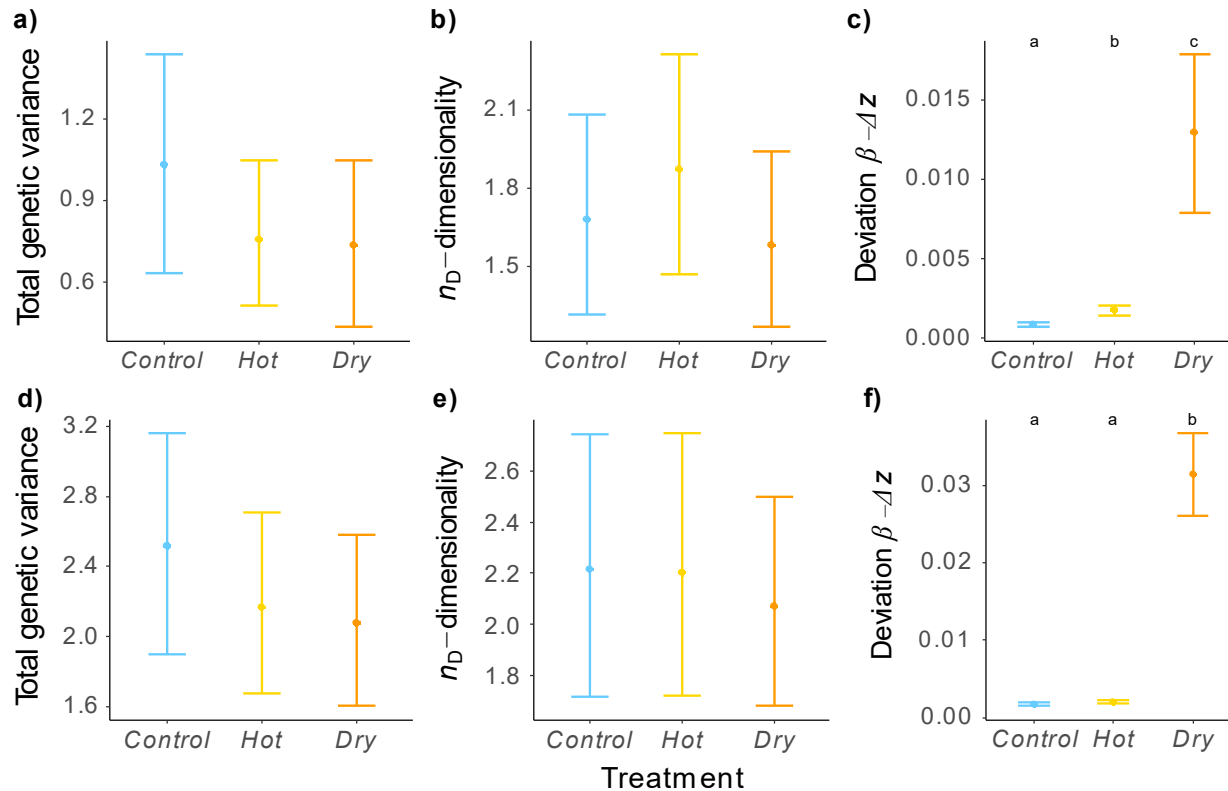 a)
Total genetic variance
1.2
0.9
0.6
Control Hot Dry
b)
nD−dimensionality
2.1
1.8
1.5
Control Hot Dry
c)
Deviation β −Δz
a b c
0.015
0.010
0.005
0.000
Control Hot Dry
d)
Total genetic variance
3.2
2.8
2.4
2.0
1.6
Control Hot Dry
e)
nD−dimensionality
2.6
2.4
2.2
2.0
1.8
Control Hot Dry
f)
Deviation β −Δz
a a b
0.03
0.02
0.01
0.00
Control Hot Dry
Treatment